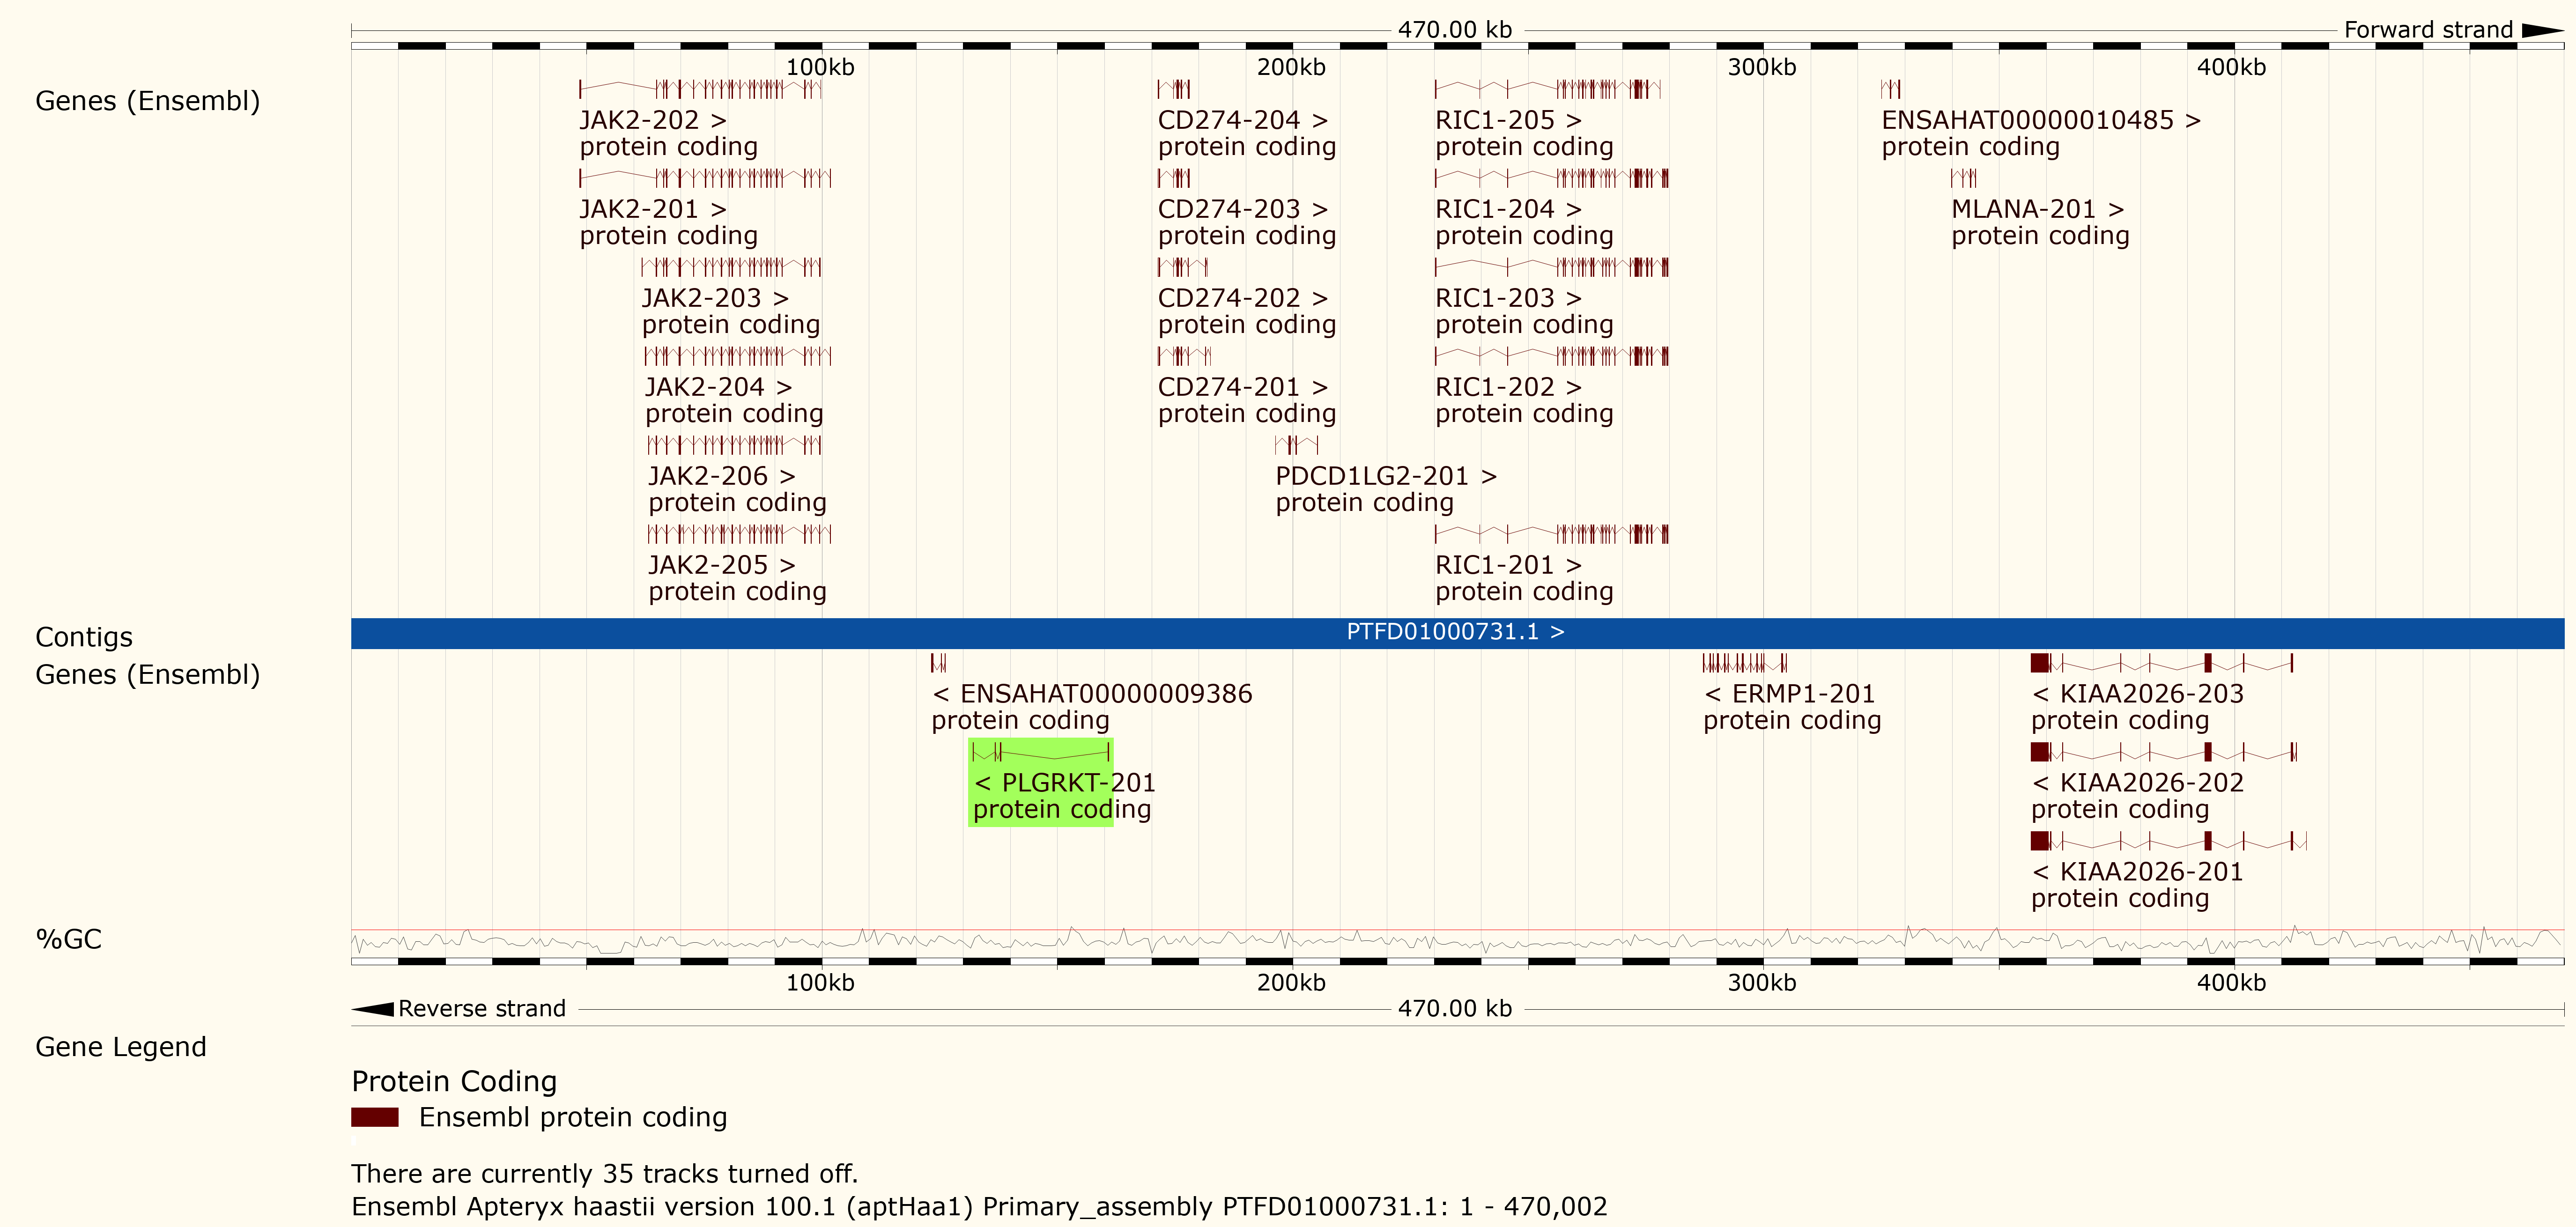 470.00 kb Forward strand
100kb 200kb 300kb 400kb
Genes (Ensembl)
JAK2-202 > CD274-204 > RIC1-205 > ENSAHAT00000010485 >
protein coding protein coding protein coding protein coding
JAK2-201 > CD274-203 > RIC1-204 > MLANA-201 >
protein coding protein coding protein coding protein coding
JAK2-203 > CD274-202 > RIC1-203 >
protein coding protein coding protein coding
JAK2-204 > CD274-201 > RIC1-202 >
protein coding protein coding protein coding
JAK2-206 > PDCD1LG2-201 >
protein coding protein coding
JAK2-205 > RIC1-201 >
protein coding protein coding
Contigs PTFD01000731.1 >
Genes (Ensembl)
< ENSAHAT00000009386 < ERMP1-201 < KIAA2026-203
protein coding protein coding protein coding
< PLGRKT-201 < KIAA2026-202
protein coding protein coding
< KIAA2026-201
protein coding
%GC
100kb 200kb 300kb 400kb
Reverse strand 470.00 kb
Gene Legend
Protein Coding
Ensembl protein coding
There are currently 35 tracks turned off.
Ensembl Apteryx haastii version 100.1 (aptHaa1) Primary_assembly PTFD01000731.1: 1 - 470,002